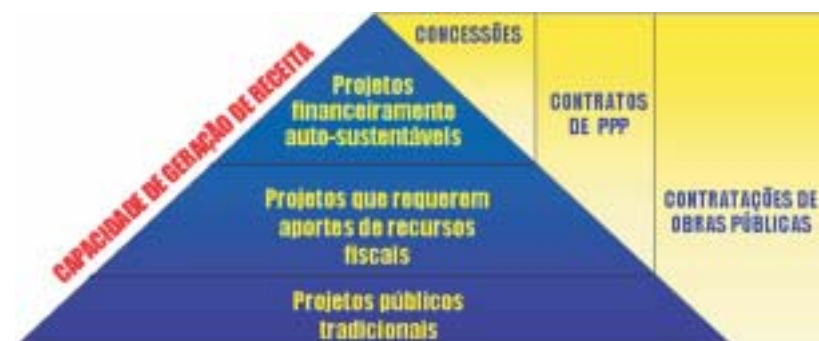 CAPACIDADE DE GERAÇÃO DE RECEITA
CONCESSÕES
Projetos
financeiramente
auto-sustentáveis
CONTRATOS
DE PPP
Projetos que requerem
aportes de recursos
fiscais
CONTRATAÇÕES DE
OBRAS PÚBLICAS
Projetos públicos
tradicionais